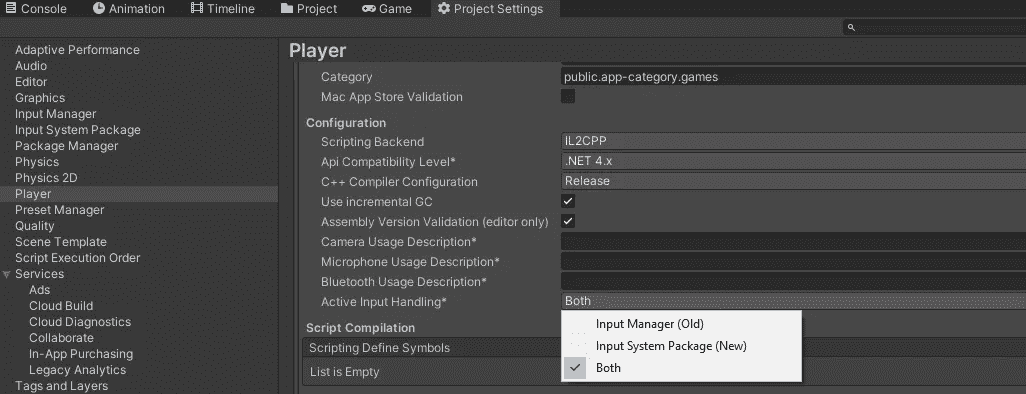 Console Animation Timeline Project Game Project Settings
Adaptive Performance
Audio
Editor
Graphics
Input Manager
Input System Package
Package Manager
Physics
Physics 2D
Player
Preset Manager
Quality
Scene Template
Script Execution Order
Services
Ads
Cloud Build
Cloud Diagnostics
Collaborate
In-App Purchasing
Legacy Analytics
Tags and Layers
Player
Category public.app-category.games
Mac App Store Validation
Configuration
Scripting Backend IL2CPP
Api Compatibility Level* .NET 4.x
C++ Compiler Configuration Release
Use incremental GC
Assembly Version Validation (editor only)
Camera Usage Description*
Microphone Usage Description*
Bluetooth Usage Description*
Active Input Handling* Both
Input Manager (Old)
Input System Package (New)
Both
Script Compilation
Scripting Define Symbols
List is Empty